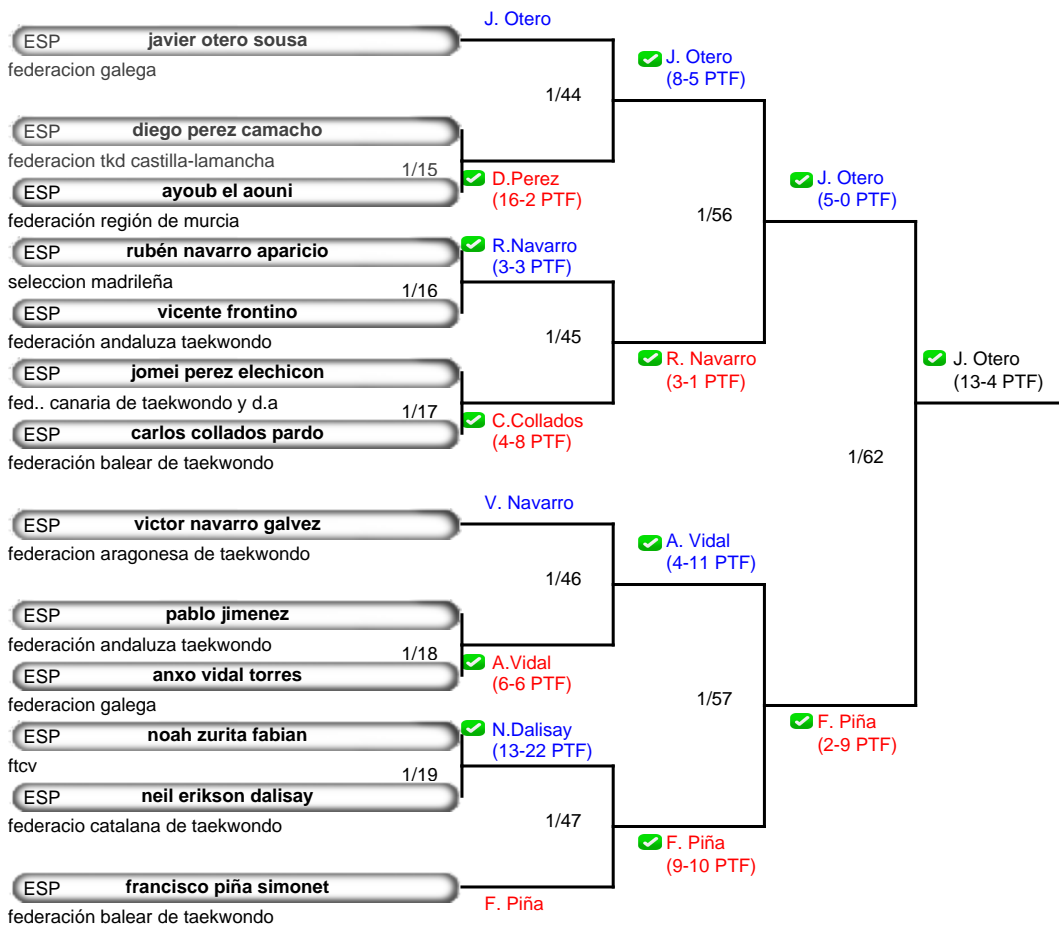 J. Otero
ESP javier otero sousa
federacion galega
J. Otero
(8-5 PTF)
1/44
ESP diego perez camacho
federacion tkd castilla-lamancha
1/15
D.Perez
(16-2 PTF)
ESP ayoub el aouni
federación región de murcia
J. Otero
(5-0 PTF)
1/56
ESP rubén navarro aparicio
R.Navarro
(3-3 PTF)
seleccion madrileña
1/16
ESP vicente frontino
federación andaluza taekwondo
1/45
R. Navarro
(3-1 PTF)
ESP jomei perez elechicon
fed.. canaria de taekwondo y d.a
1/17
C.Collados
(4-8 PTF)
ESP carlos collados pardo
federación balear de taekwondo
J. Otero
(13-4 PTF)
1/62
V. Navarro
ESP victor navarro galvez
federacion aragonesa de taekwondo
A. Vidal
(4-11 PTF)
1/46
ESP pablo jimenez
federación andaluza taekwondo
1/18
A.Vidal
(6-6 PTF)
ESP anxo vidal torres
federacion galega
1/57
F. Piña
(2-9 PTF)
ESP noah zurita fabian
N.Dalisay
(13-22 PTF)
ftcv
1/19
ESP neil erikson dalisay
federacio catalana de taekwondo
1/47
F. Piña
(9-10 PTF)
ESP francisco piña simonet
F. Piña
federación balear de taekwondo